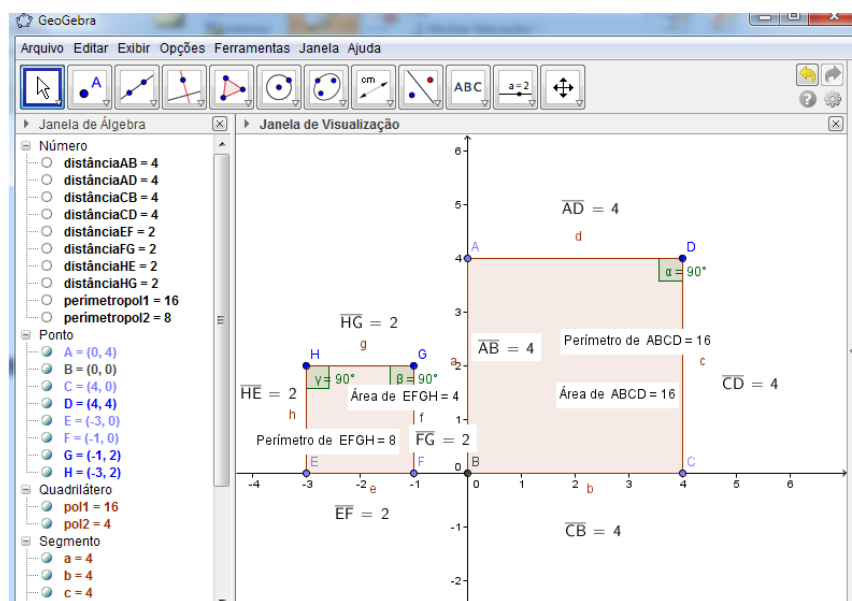 GeoGebra
Arquivo Editar Exibir Opções Ferramentas Janela Ajuda
A
cm
ABC
a=2
Janela de Álgebra
Número
distânciaAB = 4
distânciaAD = 4
distânciaCB = 4
distânciaCD = 4
distânciaEF = 2
distânciaFG = 2
distânciaHE = 2
distânciaHG = 2
perímetropol1 = 16
perímetropol2 = 8
Ponto
A = (0, 4)
B = (0, 0)
C = (4, 0)
D = (4, 4)
E = (-3, 0)
F = (-1, 0)
G = (-1, 2)
H = (-3, 2)
Quadrilátero
pol1 = 16
pol2 = 4
Segmento
a = 4
b = 4
c = 4
Janela de Visualização
6
5
AD = 4
d
A
D
4
α = 90°
3
HG = 2
g
H
G
a
AB = 4
Perímetro de ABCD = 16
c
2
γ = 90°
β = 90°
CD = 4
HE = 2
Área de EFGH = 4
Área de ABCD = 16
h
f
1
Perímetro de EFGH = 8
FG = 2
E
F
0
B
C
-4 -3 -2 -1 0 1 2 3 4 5 6
e
b
EF = 2
-1
CB = 4
-2